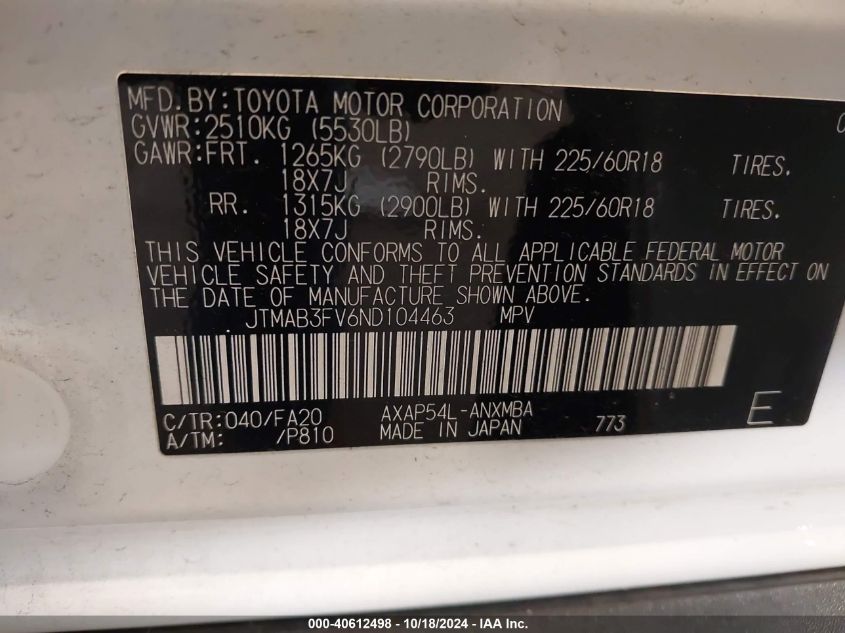 MFD.BY:TOYOTA MOTOR CORPORATION
GVWR:2510KG (5530LB)
GAWR:FRT. 1265KG (2790LB) WITH 225/60R18 TIRES.
18X7J RIMS.
RR. 1315KG (2900LB) WITH 225/60R18 TIRES.
18X7J RIMS.
THIS VEHICLE CONFORMS TO ALL APPLICABLE FEDERAL MOTOR
VEHICLE SAFETY AND THEFT PREVENTION STANDARDS IN EFFECT ON
THE DATE OF MANUFACTURE SHOWN ABOVE.
JTMAB3FV6ND104463 MPV
C/TR:040/FA20 AXAP54L-ANXMBA
A/TM: /P810 MADE IN JAPAN 773 E
000-40612498 - 10/18/2024 - IAA Inc.